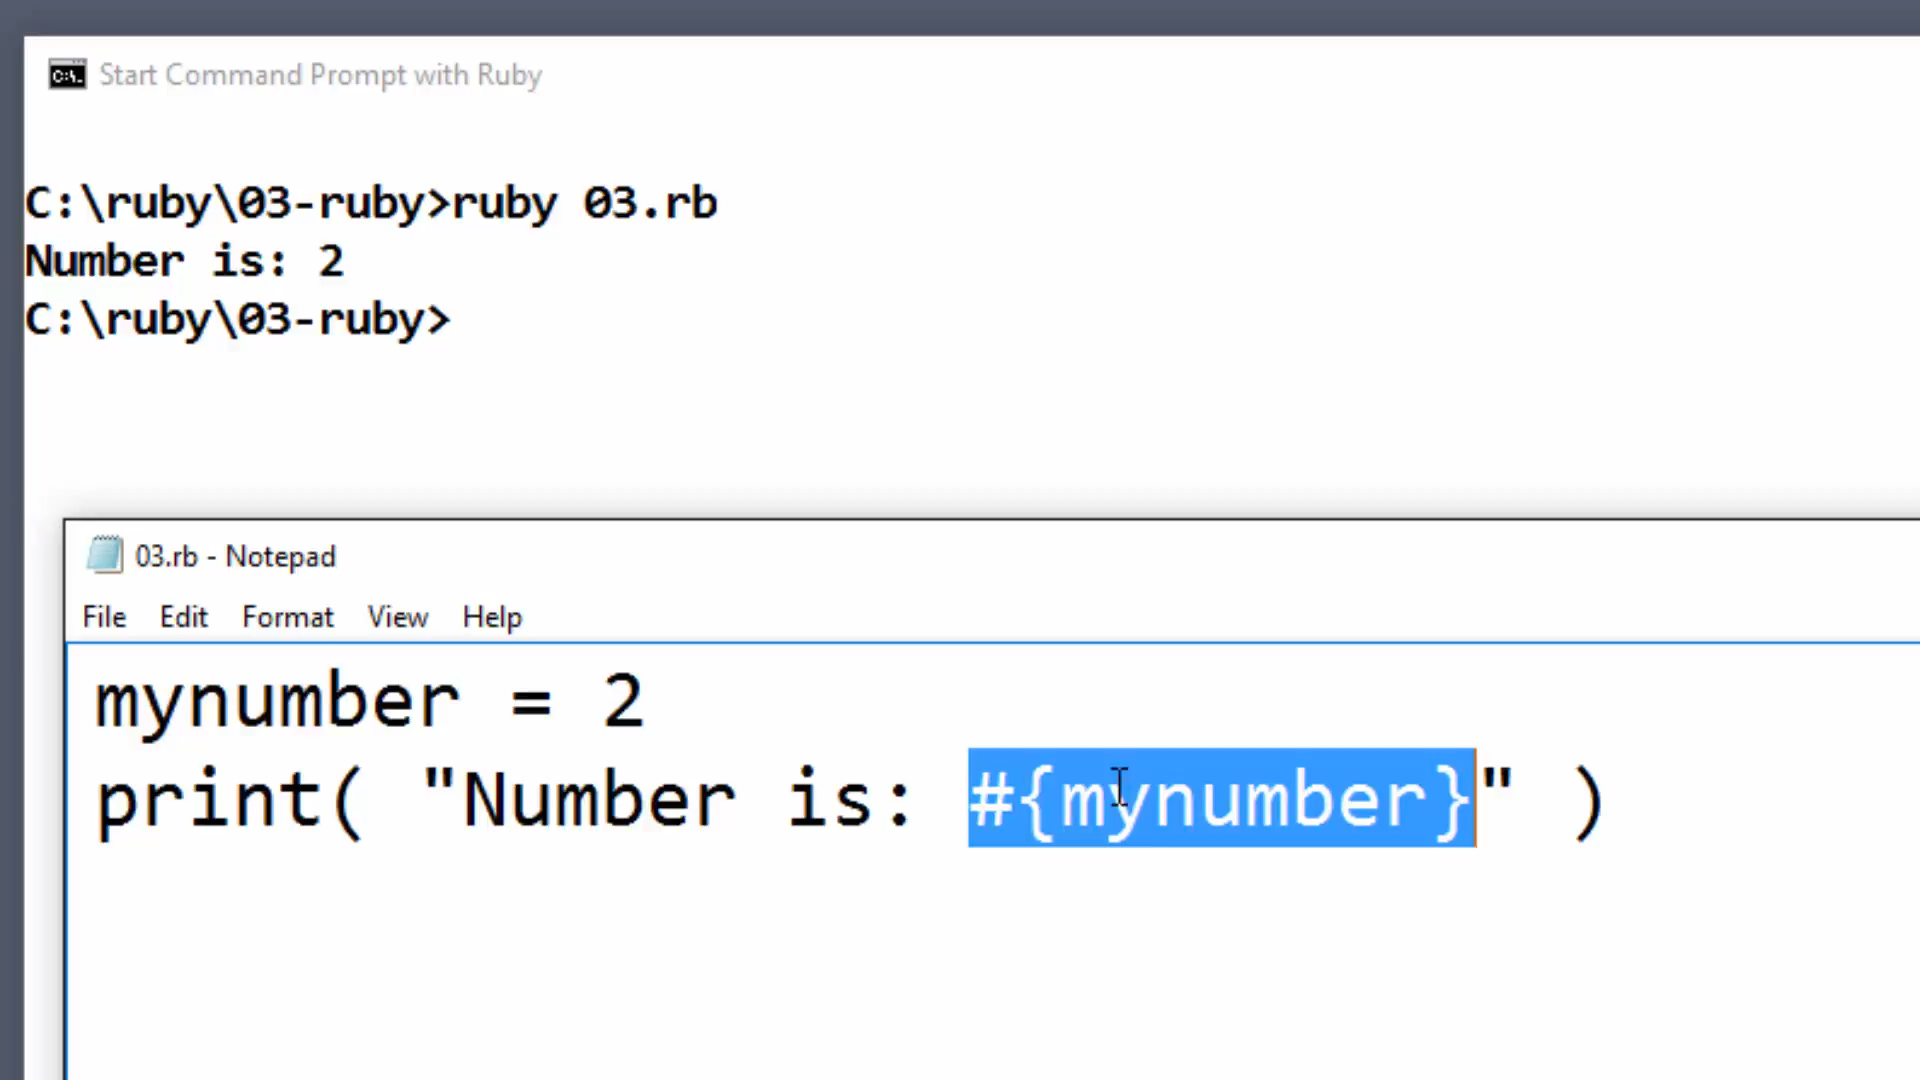 Start Command Prompt with Ruby
C:\ruby\03-ruby>ruby 03.rb
Number is: 2
C:\ruby\03-ruby>
03.rb - Notepad
File Edit Format View Help
mynumber = 2
print( "Number is: #{mynumber}" )